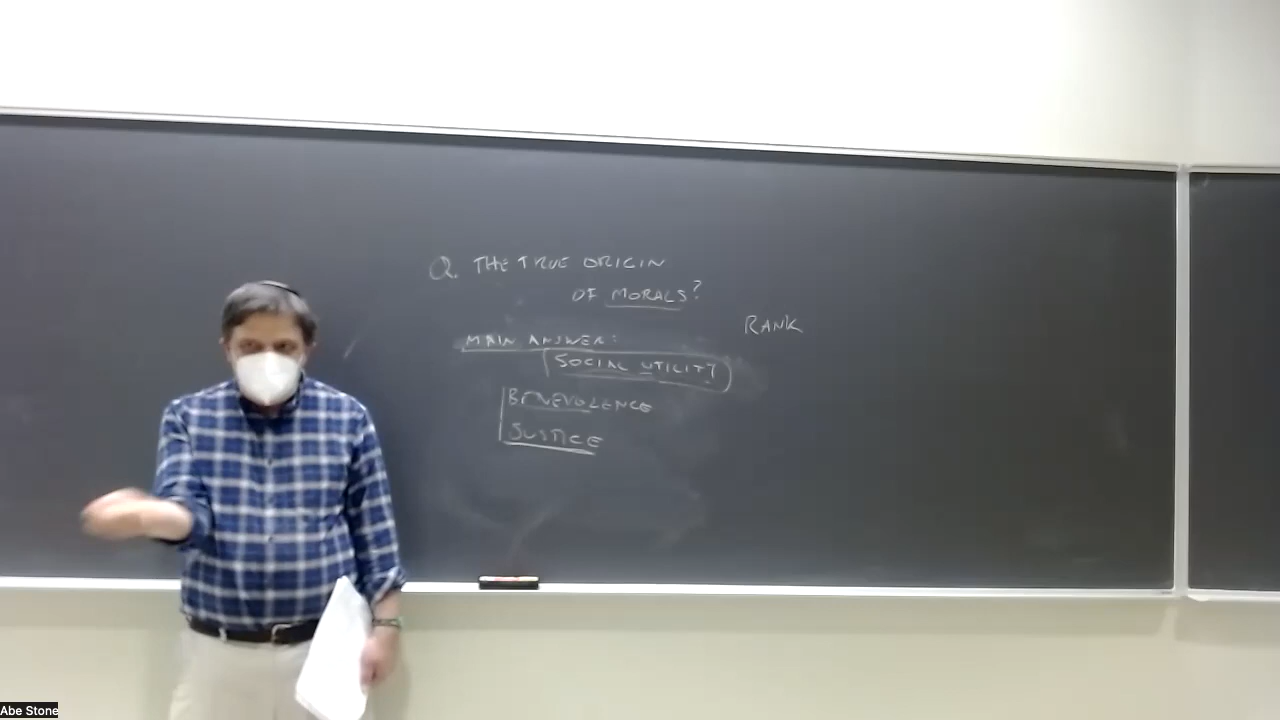 Q. THE TRUE ORIGIN
OF MORALS?
RANK
MAIN ANSWER:
SOCIAL UTILITY
BENEVOLENCE
JUSTICE
Abe Stone